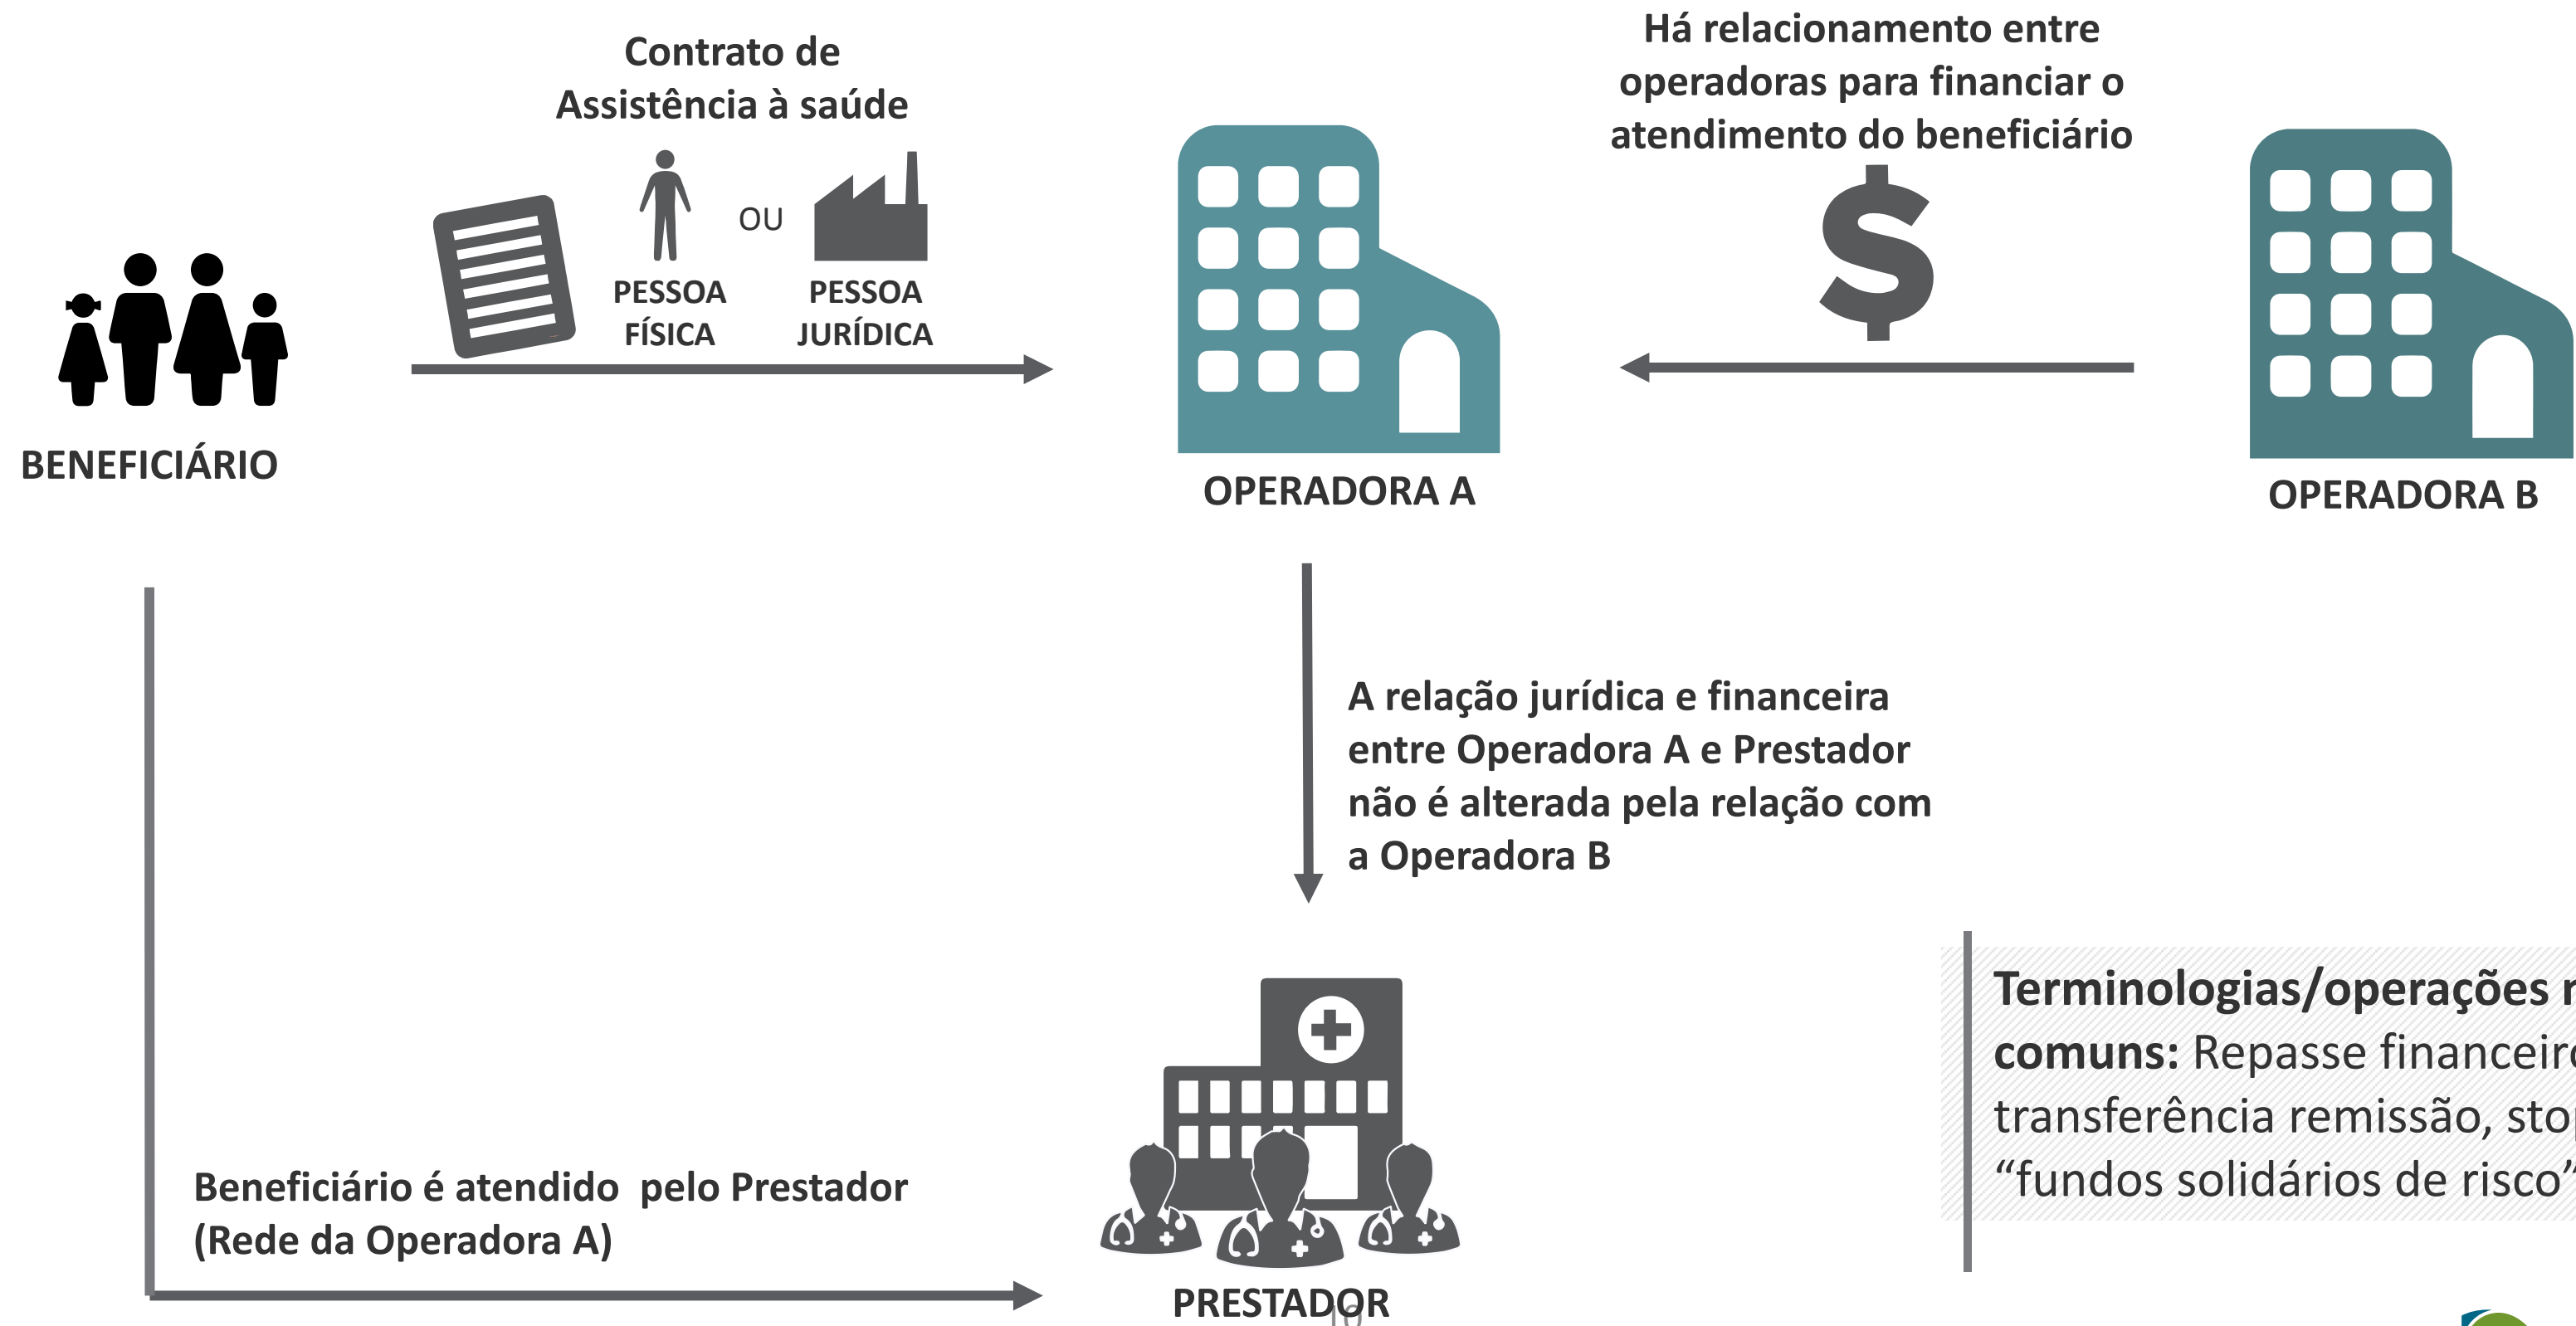 Contrato de
Assistência à saúde
OU
PESSOA
FÍSICA
PESSOA
JURÍDICA
BENEFICIÁRIO
Há relacionamento entre
operadoras para financiar o
atendimento do beneficiário
$
OPERADORA A
OPERADORA B
A relação jurídica e financeira
entre Operadora A e Prestador
não é alterada pela relação com
a Operadora B
Terminologias/operações
comuns: Repasse
transferência remissão,
“fundos solidários de risco”
Beneficiário é atendido pelo Prestador
(Rede da Operadora A)
PRESTADOR
10